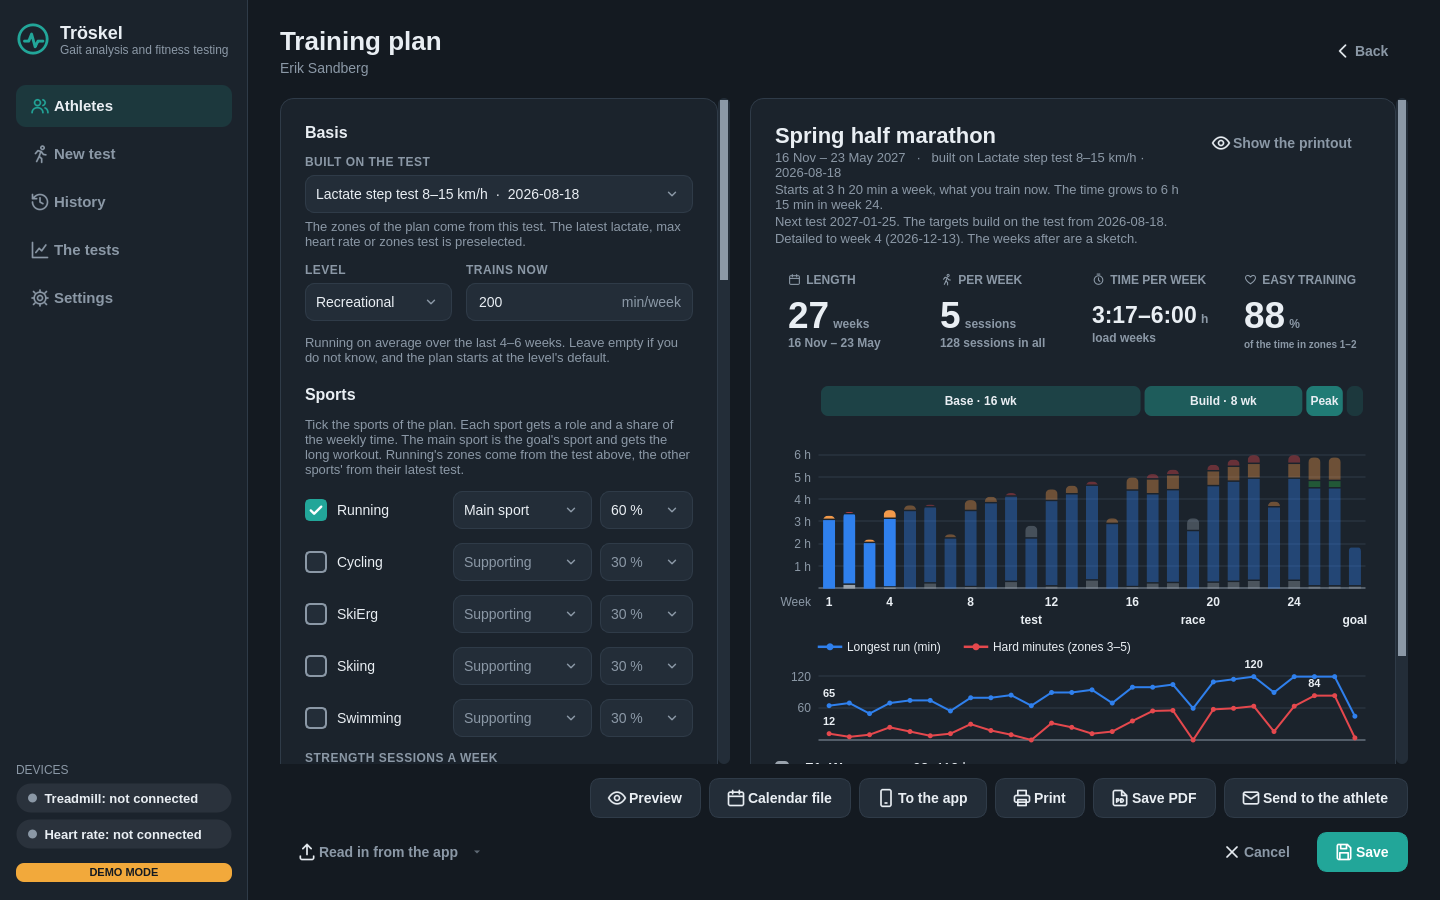 Tröskel
Gait analysis and fitness testing
Athletes
New test
History
The tests
Settings
DEVICES
Treadmill: not connected
Heart rate: not connected
DEMO MODE
Training plan
Erik Sandberg
Back
Basis
BUILT ON THE TEST
Lactate step test 8–15 km/h · 2026-08-18
The zones of the plan come from this test. The latest lactate, max
heart rate or zones test is preselected.
LEVEL
TRAINS NOW
Recreational
200 min/week
Running on average over the last 4–6 weeks. Leave empty if you
do not know, and the plan starts at the level's default.
Sports
Tick the sports of the plan. Each sport gets a role and a share of
the weekly time. The main sport is the goal's sport and gets the
long workout. Running's zones come from the test above, the other
sports' from their latest test.
Running Main sport 60 %
Cycling Supporting 30 %
SkiErg Supporting 30 %
Skiing Supporting 30 %
Swimming Supporting 30 %
STRENGTH SESSIONS A WEEK
Spring half marathon
Show the printout
16 Nov – 23 May 2027 · built on Lactate step test 8–15 km/h ·
2026-08-18
Starts at 3 h 20 min a week, what you train now. The time grows to 6 h
15 min in week 24.
Next test 2027-01-25. The targets build on the test from 2026-08-18.
Detailed to week 4 (2026-12-13). The weeks after are a sketch.
LENGTH
27 weeks
16 Nov – 23 May
PER WEEK
5 sessions
128 sessions in all
TIME PER WEEK
3:17–6:00 h
load weeks
EASY TRAINING
88 %
of the time in zones 1–2
Base · 16 wk
Build · 8 wk
Peak
6 h
5 h
4 h
3 h
2 h
1 h
Week 1 4 8 12 16 20 24
test race goal
Longest run (min)
Hard minutes (zones 3–5)
120
60
65
12
120
84
Preview
Calendar file
To the app
Print
Save PDF
Send to the athlete
Read in from the app
Cancel
Save